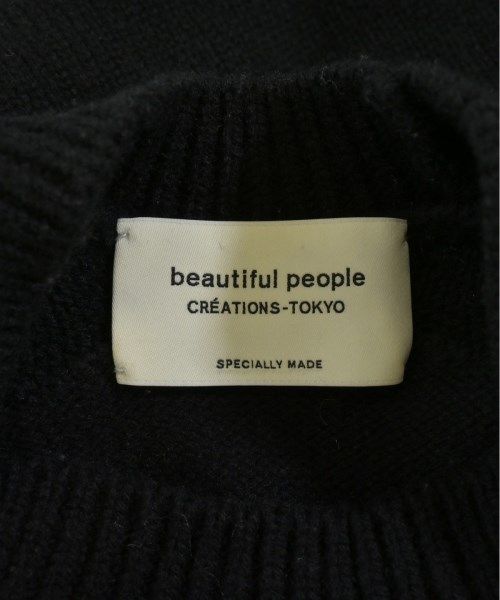 beautiful people
CRÉATIONS-TOKYO
SPECIALLY MADE